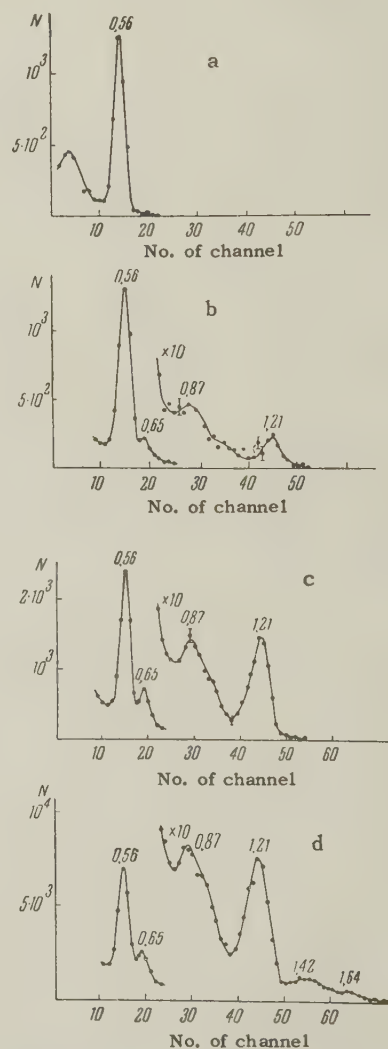 N
0,56
a
10³
5·10²
10 20 30 40 50 60
No. of channel
N
0,56
b
10³
×10
0,87
5·10²
0,65
1,21
10 20 30 40 50
No. of channel
N
0,56
c
2·10³
×10
0,87
1,21
10³
0,65
10 20 30 40 50 60
No. of channel
N
10⁴
×10
0,87
1,21
d
0,56
5·10³
0,65
1,42
1,64
10 20 30 40 50 60
No. of channel